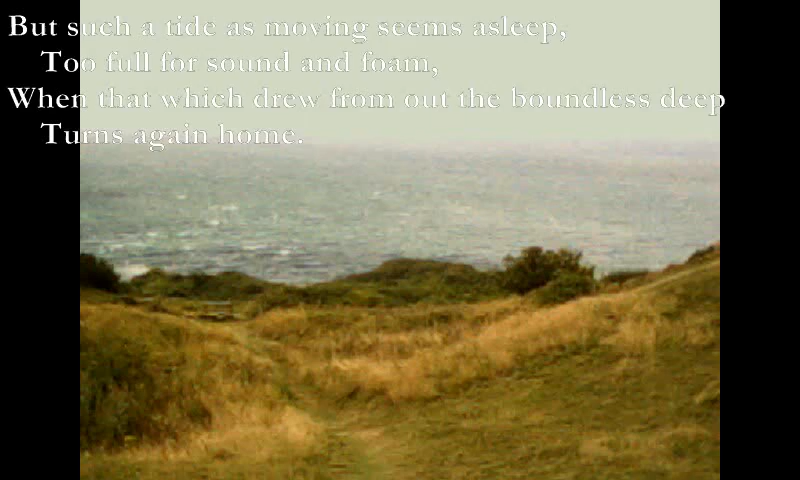 But such a tide as moving seems asleep,
Too full for sound and foam,
When that which drew from out the boundless deep
Turns again home.